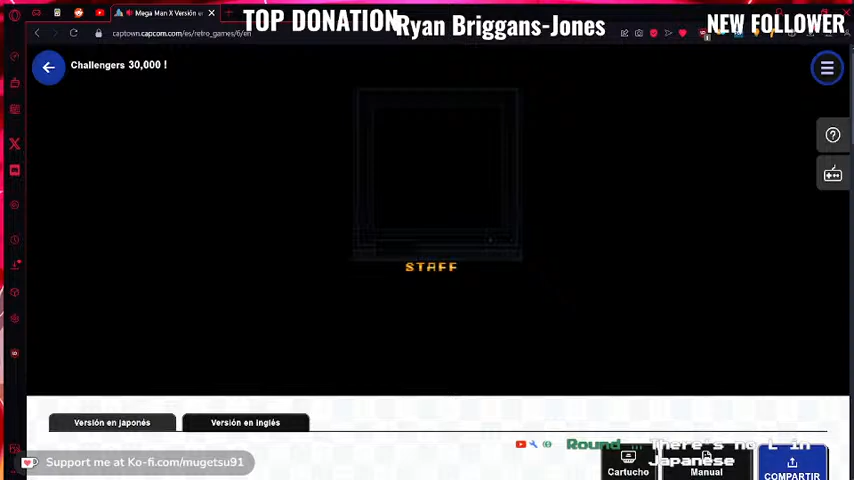 Mega Man X Versión
TOP DONATION
Ryan Briggans-Jones
NEW FOLLOWER
captown.capcom.com/es/retro_games/6/en
Challengers 30,000 !
STAFF
Versión en japonés
Versión en inglés
Round
There's no L in
Japanese
Support me at Ko-fi.com/mugetsu91
Cartucho
Manual
COMPARTIR